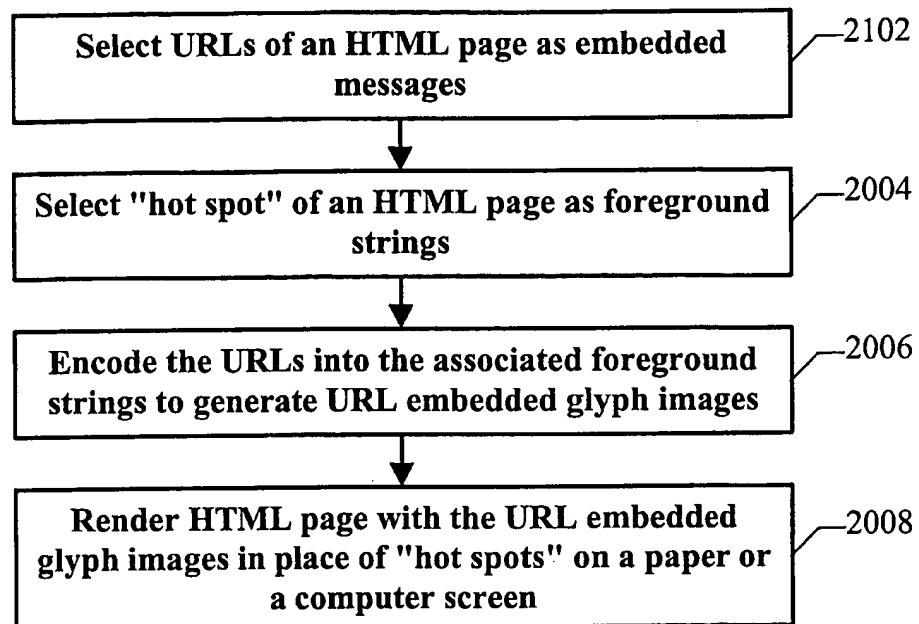 Select URLs of an HTML page as embedded
messages
2102
Select "hot spot" of an HTML page as foreground
strings
2004
Encode the URLs into the associated foreground
strings to generate URL embedded glyph images
2006
Render HTML page with the URL embedded
glyph images in place of "hot spots" on a paper or
a computer screen
2008